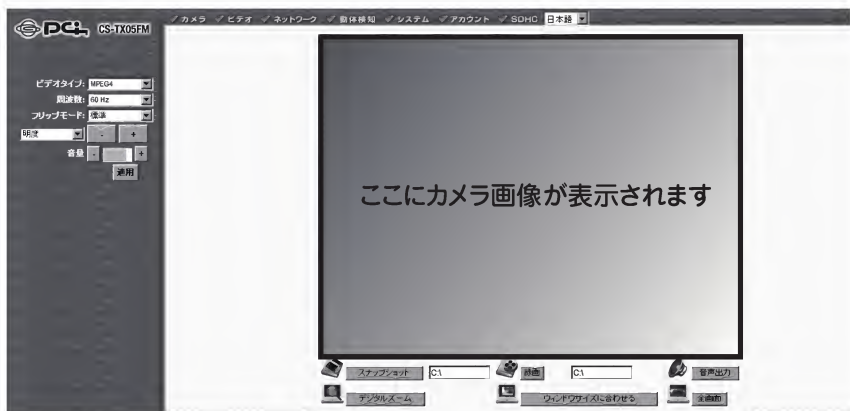 PCi CS-TX05FM
カメラ ビデオ ネットワーク 動体検知 システム アカウント SDHC 日本語
ビデオタイプ: MPEG4
周波数: 60 Hz
フリップモード: 標準
明度 - +
音量 - +
適用
ここにカメラ画像が表示されます
スナップショット C:\ 録画 C:\ 音声出力
デジタルズーム ウィンドウサイズに合わせる 全画面